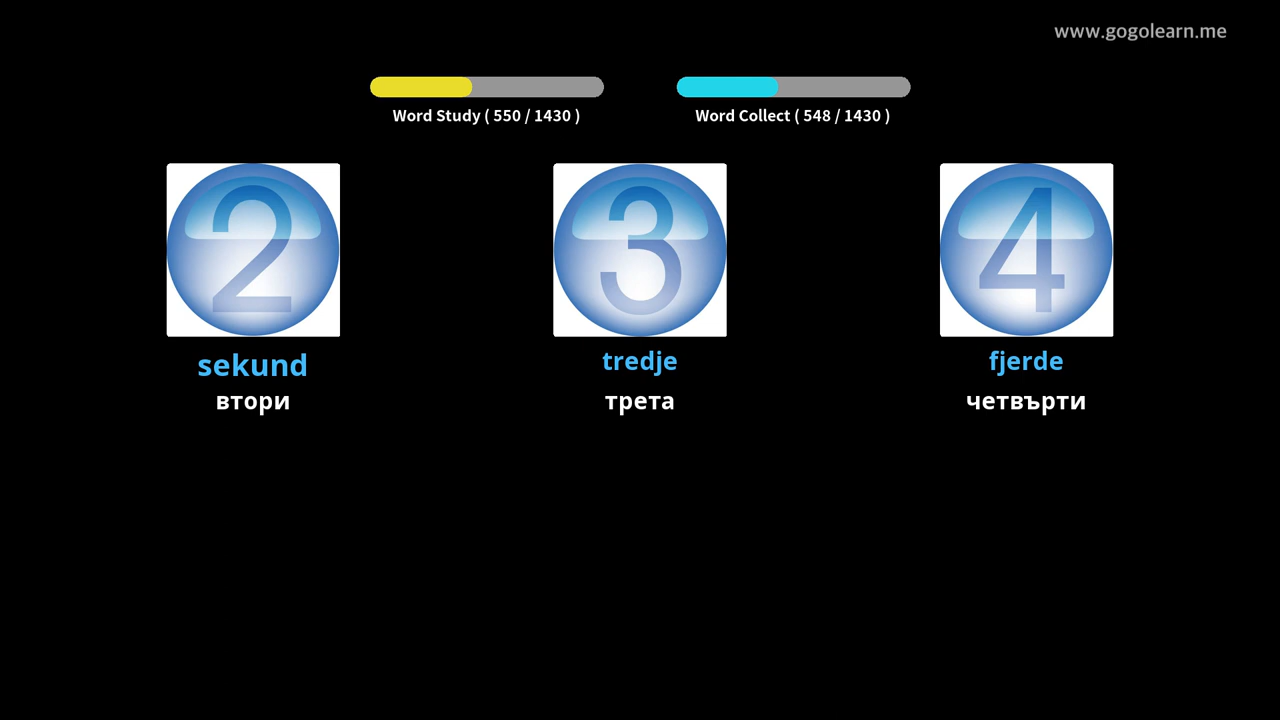 www.gogolearn.me
Word Study ( 550 / 1430 )
Word Collect ( 548 / 1430 )
2
3
4
sekund
tredje
fjerde
втори
трета
четвърти